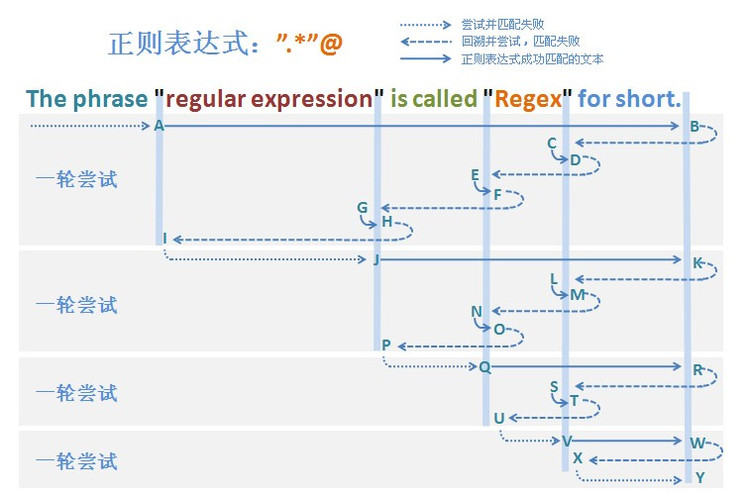 正则表达式：”.*”@
尝试并匹配失败
回溯并尝试，匹配失败
正则表达式成功匹配的文本
The phrase "regular expression" is called "Regex" for short.
一轮尝试
A
B
C
D
E
F
G
H
I
一轮尝试
J
K
L
M
N
O
P
一轮尝试
Q
R
S
T
U
一轮尝试
V
W
X
Y